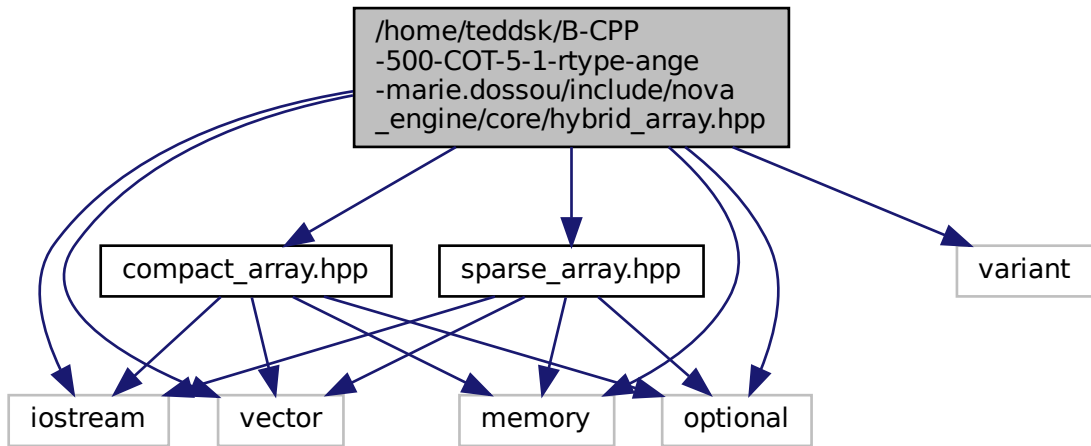 /home/teddsk/B-CPP
-500-COT-5-1-rtype-ange
-marie.dossou/include/nova
_engine/core/hybrid_array.hpp
compact_array.hpp
sparse_array.hpp
variant
iostream
vector
memory
optional